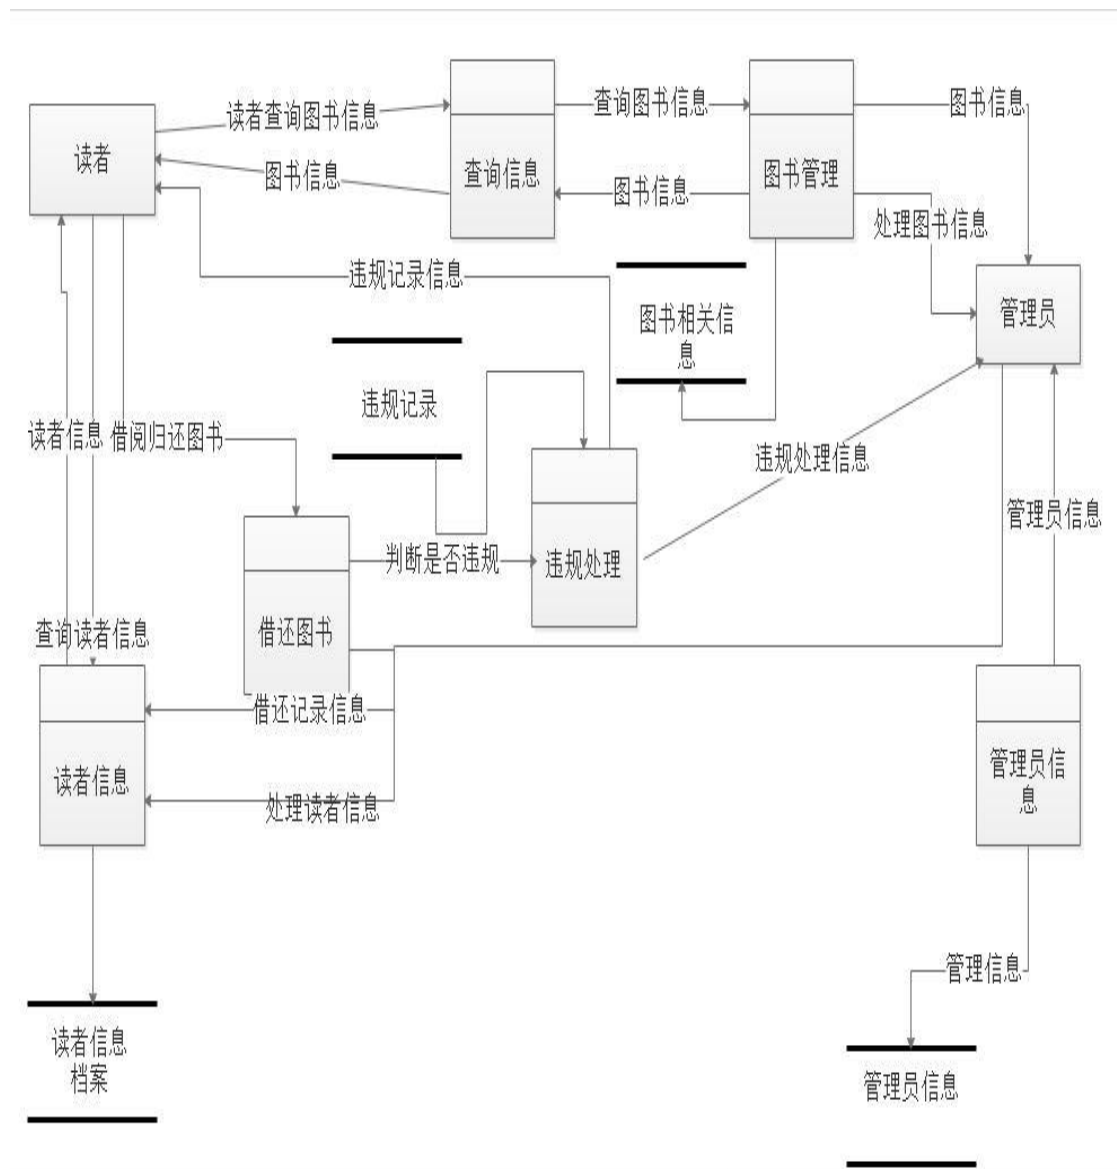 读者查询图书信息
查询图书信息
图书信息
读者
查询信息
图书管理
图书信息
图书信息
处理图书信息
违规记录信息
图书相关信
息
管理员
违规记录
读者信息
借阅归还图书
违规处理信息
管理员信息
判断是否违规
违规处理
查询读者信息
借还图书
借还记录信息
读者信息
处理读者信息
管理员信
息
管理信息
读者信息
档案
管理员信息